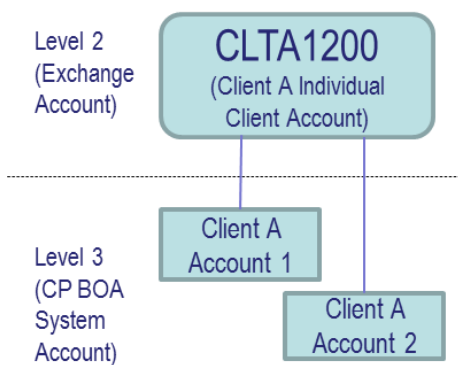 Level 2
(Exchange
Account)
CLTA1200
(Client A Individual
Client Account)
Level 3
(CP BOA
System
Account)
Client A
Account 1
Client A
Account 2